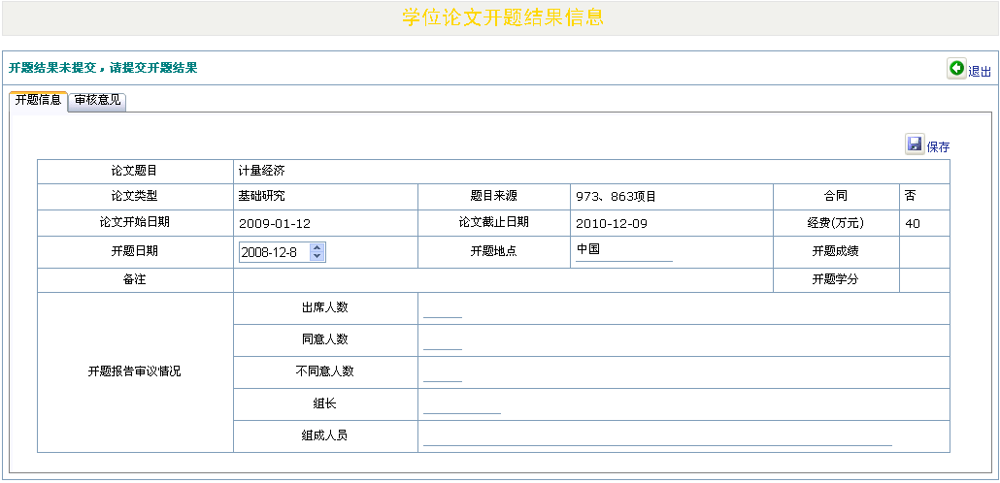 学位论文开题结果信息
开题结果未提交，请提交开题结果
退出
开题信息 审核意见
保存
论文题目 计量经济
论文类型 基础研究 题目来源 973、863项目 合同 否
论文开始日期 2009-01-12 论文截止日期 2010-12-09 经费(万元) 40
开题日期 2008-12-8 开题地点 中国 开题成绩
备注 开题学分
开题报告审议情况
出席人数
同意人数
不同意人数
组长
组成人员